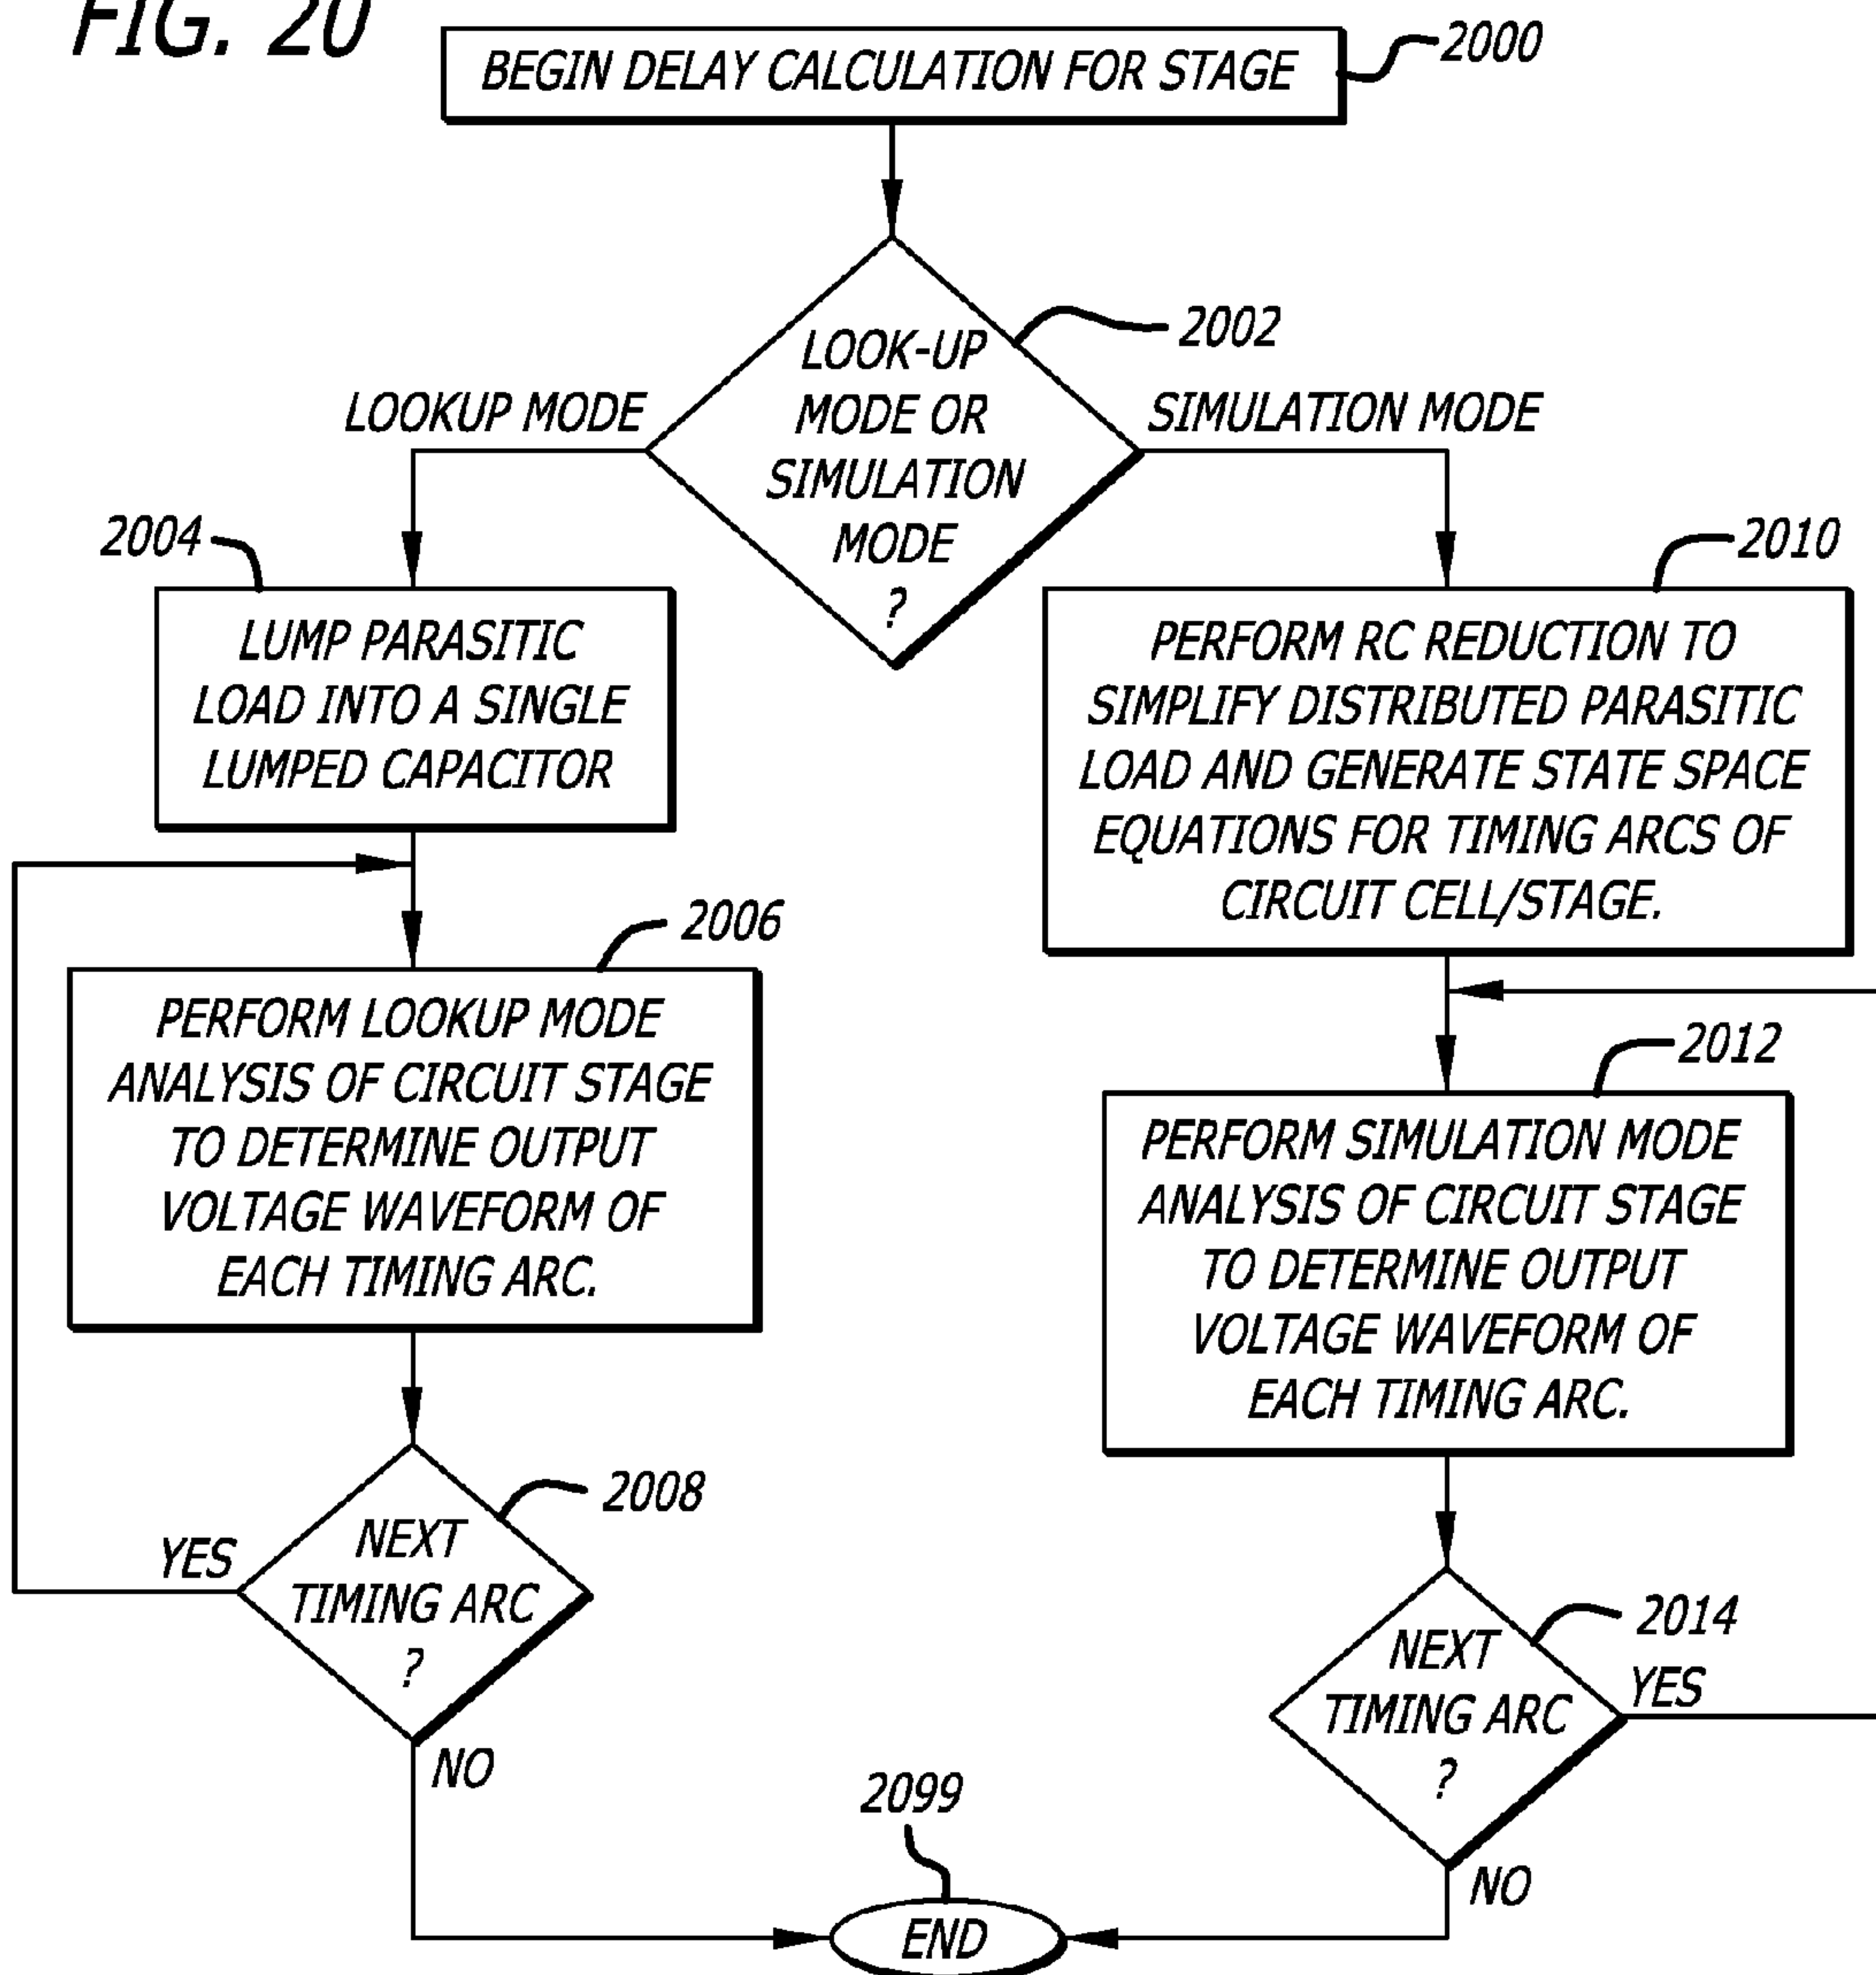 FIG. 20
BEGIN DELAY CALCULATION FOR STAGE
2000
LOOK-UP
MODE OR
SIMULATION
MODE
?
2002
LOOKUP MODE
SIMULATION MODE
2004
LUMP PARASITIC
LOAD INTO A SINGLE
LUMPED CAPACITOR
2006
PERFORM LOOKUP MODE
ANALYSIS OF CIRCUIT STAGE
TO DETERMINE OUTPUT
VOLTAGE WAVEFORM OF
EACH TIMING ARC.
2008
NEXT
TIMING ARC
?
YES
NO
2010
PERFORM RC REDUCTION TO
SIMPLIFY DISTRIBUTED PARASITIC
LOAD AND GENERATE STATE SPACE
EQUATIONS FOR TIMING ARCS OF
CIRCUIT CELL/STAGE.
2012
PERFORM SIMULATION MODE
ANALYSIS OF CIRCUIT STAGE
TO DETERMINE OUTPUT
VOLTAGE WAVEFORM OF
EACH TIMING ARC.
2014
NEXT
TIMING ARC
?
YES
NO
2099
END